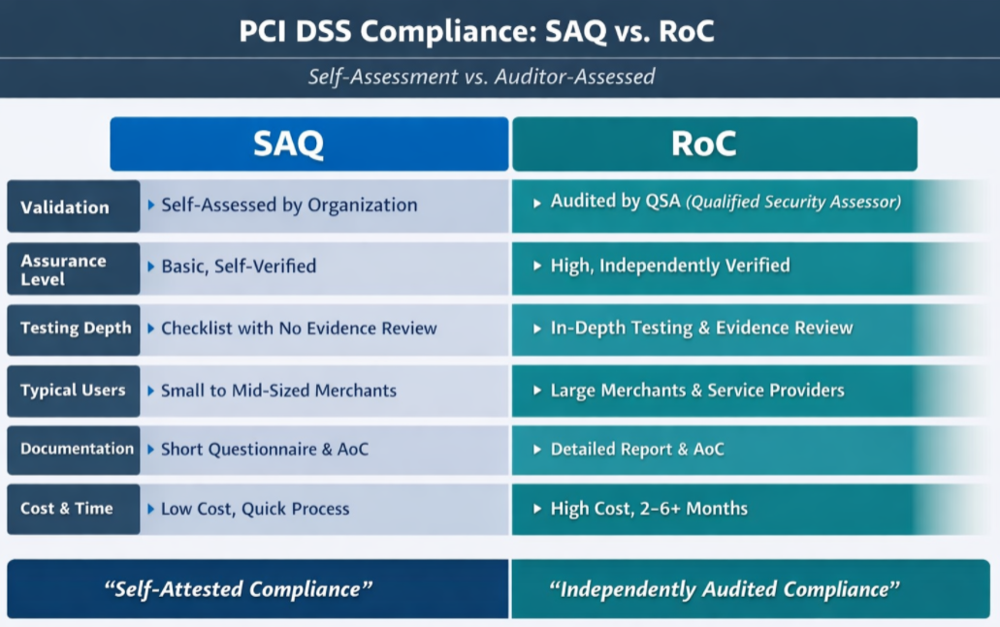 PCI DSS Compliance: SAQ vs. RoC
Self-Assessment vs. Auditor-Assessed
SAQ
RoC
Validation
Self-Assessed by Organization
Audited by QSA (Qualified Security Assessor)
Assurance
Level
Basic, Self-Verified
High, Independently Verified
Testing Depth
Checklist with No Evidence Review
In-Depth Testing & Evidence Review
Typical Users
Small to Mid-Sized Merchants
Large Merchants & Service Providers
Documentation
Short Questionnaire & AoC
Detailed Report & AoC
Cost & Time
Low Cost, Quick Process
High Cost, 2–6+ Months
“Self-Attested Compliance”
“Independently Audited Compliance”